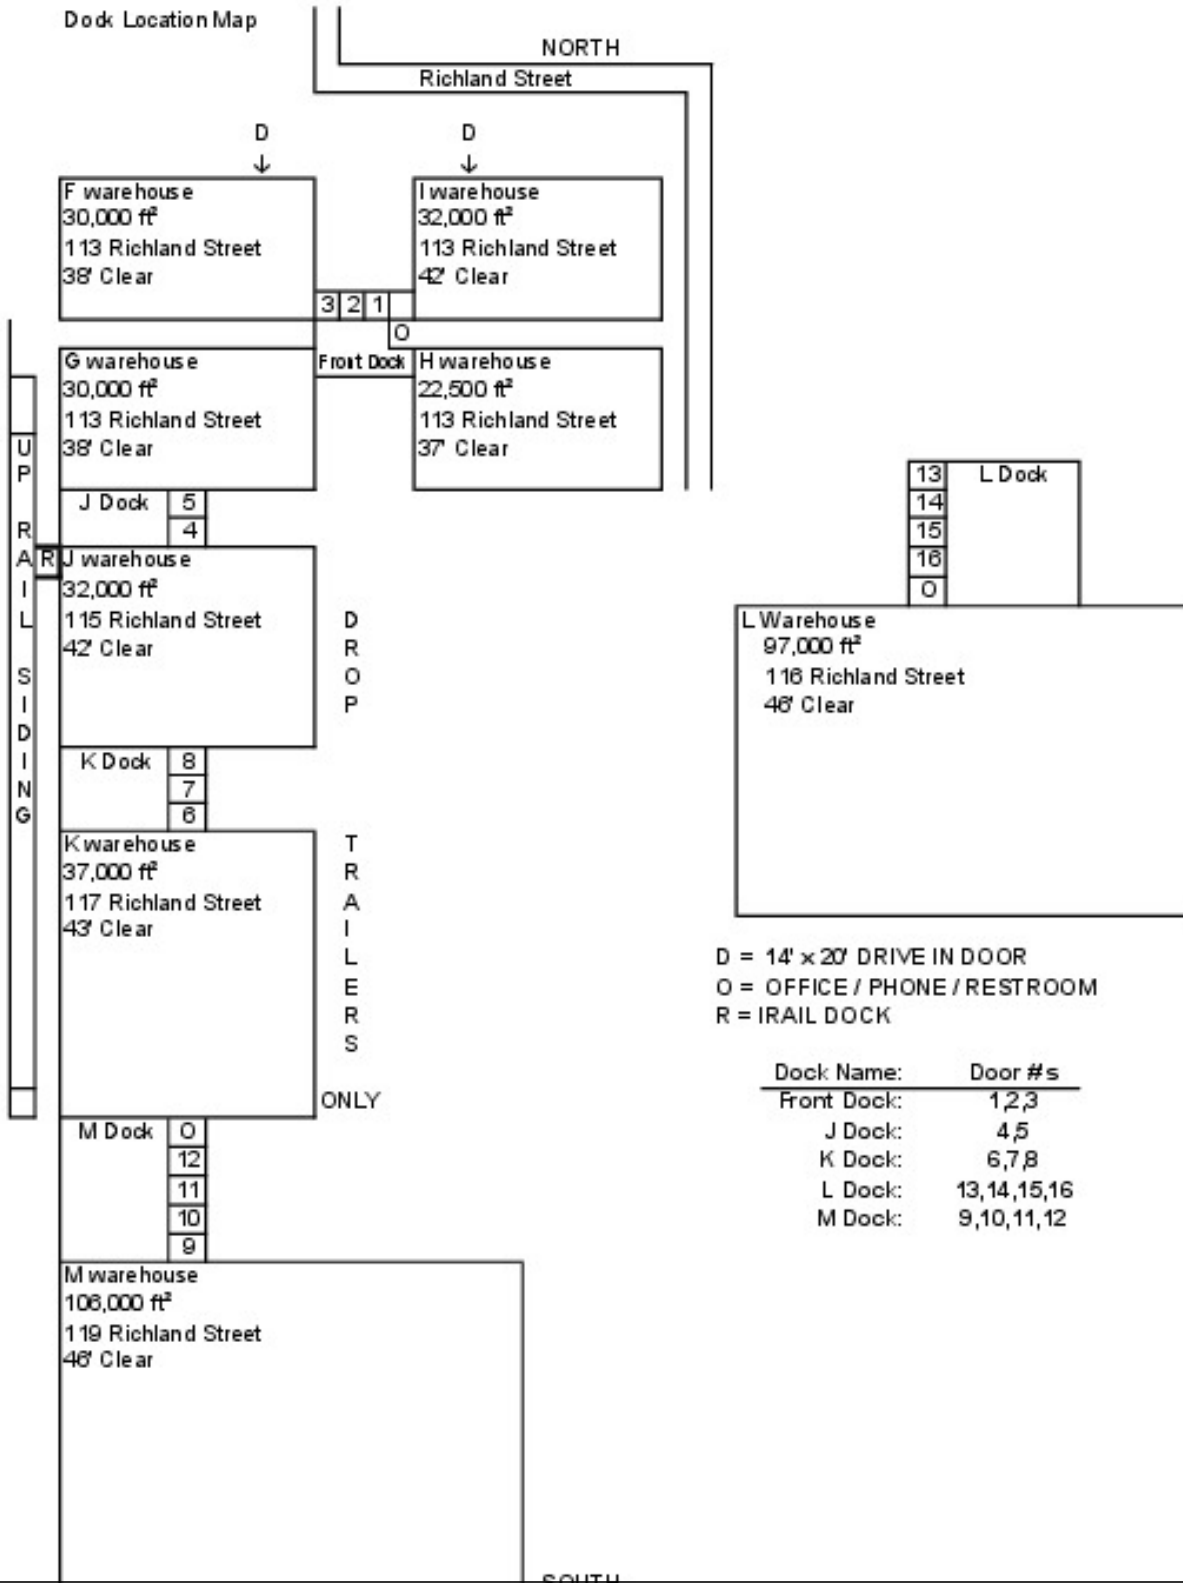 Dock Location Map
NORTH
Richland Street
D
D
F warehouse
30,000 ft²
113 Richland Street
38' Clear
I warehouse
32,000 ft²
113 Richland Street
42' Clear
3 2 1
O
G warehouse
30,000 ft²
113 Richland Street
38' Clear
Front Dock
H warehouse
22,500 ft²
113 Richland Street
37' Clear
UP RAIL SIDING
J Dock
5
4
R
J warehouse
32,000 ft²
115 Richland Street
42' Clear
DROP TRAILERS
ONLY
K Dock
8
7
6
K warehouse
37,000 ft²
117 Richland Street
43' Clear
M Dock
O
12
11
10
9
M warehouse
106,000 ft²
119 Richland Street
46' Clear
13
14
15
16
O
L Dock
L Warehouse
97,000 ft²
116 Richland Street
46' Clear
D = 14' x 20' DRIVE IN DOOR
O = OFFICE / PHONE / RESTROOM
R = IRAIL DOCK
Dock Name: Door #s
Front Dock: 1,2,3
J Dock: 4,5
K Dock: 6,7,8
L Dock: 13,14,15,16
M Dock: 9,10,11,12
SOUTH